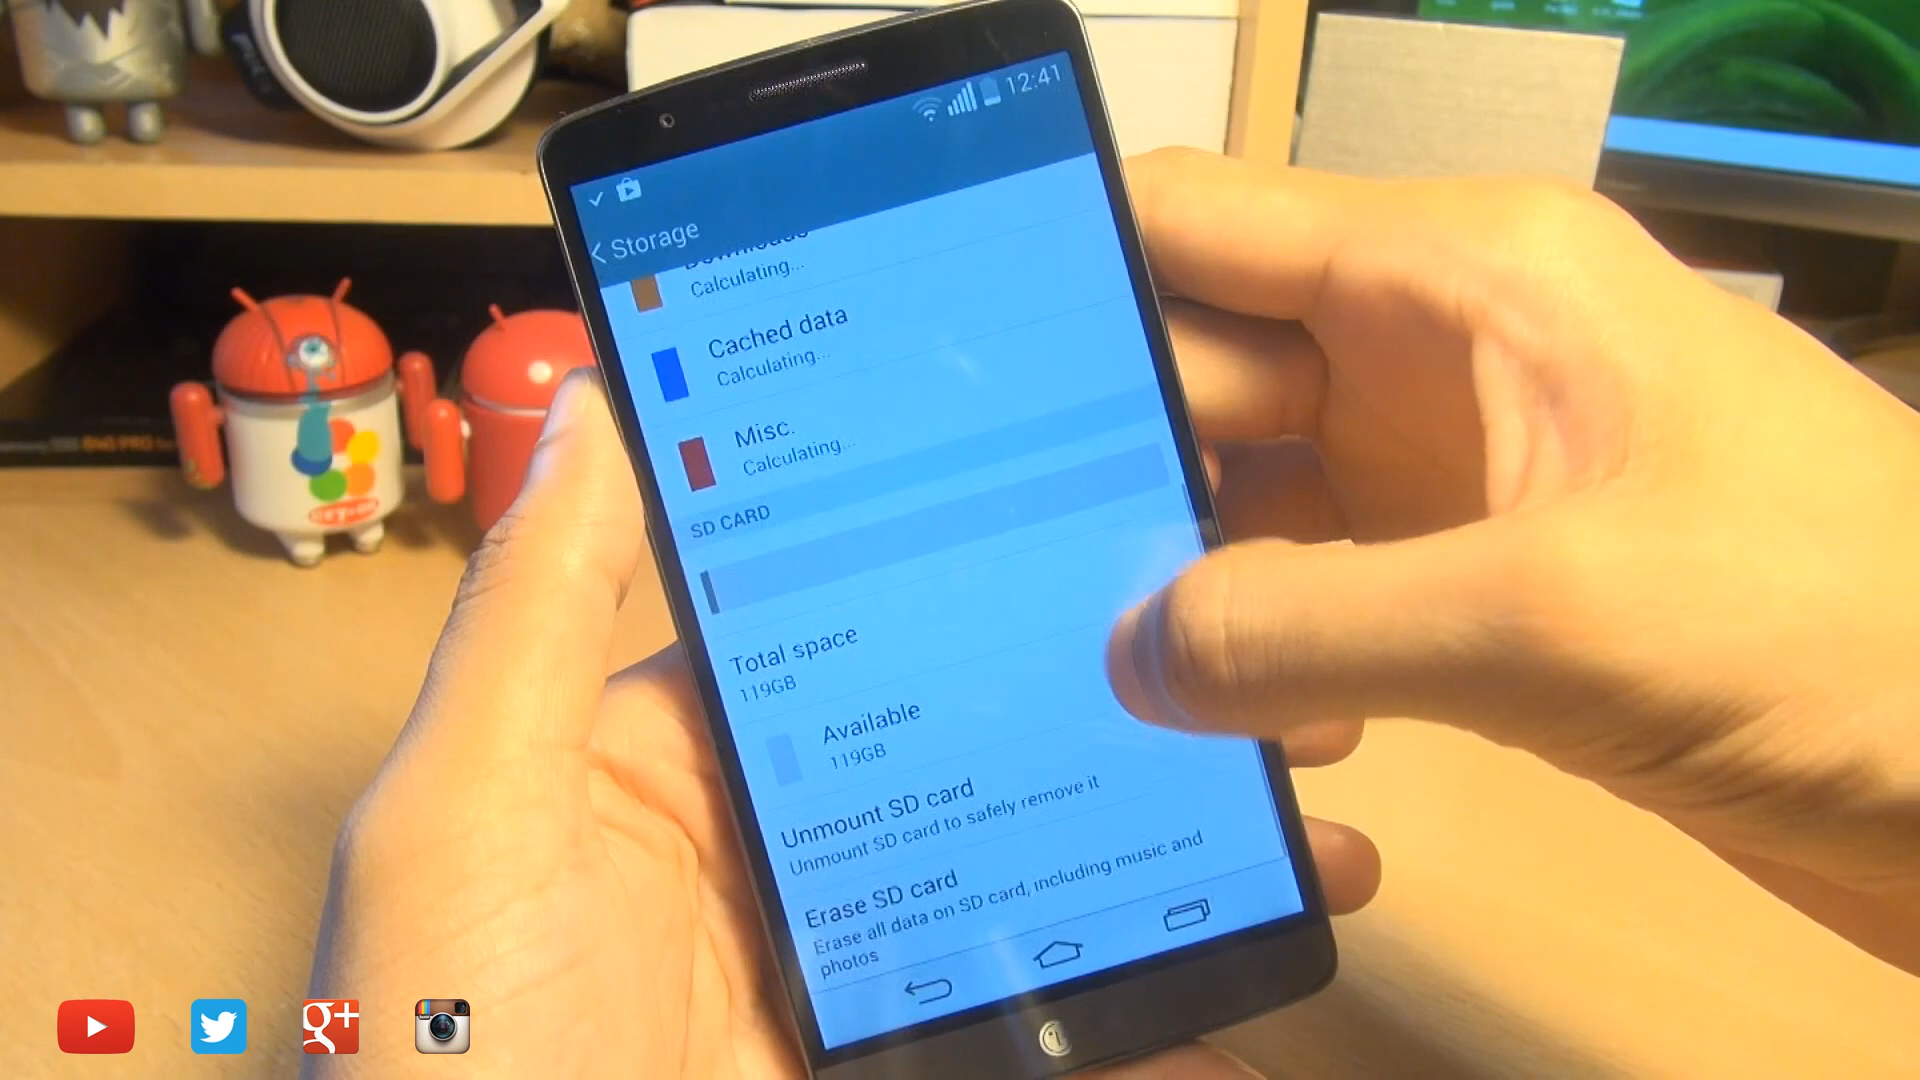 12:41
Storage
Downloads
Calculating...
Cached data
Calculating...
Misc.
Calculating...
SD CARD
Total space
119GB
Available
119GB
Unmount SD card
Unmount SD card to safely remove it
Erase SD card
Erase all data on SD card, including music and
photos
g+